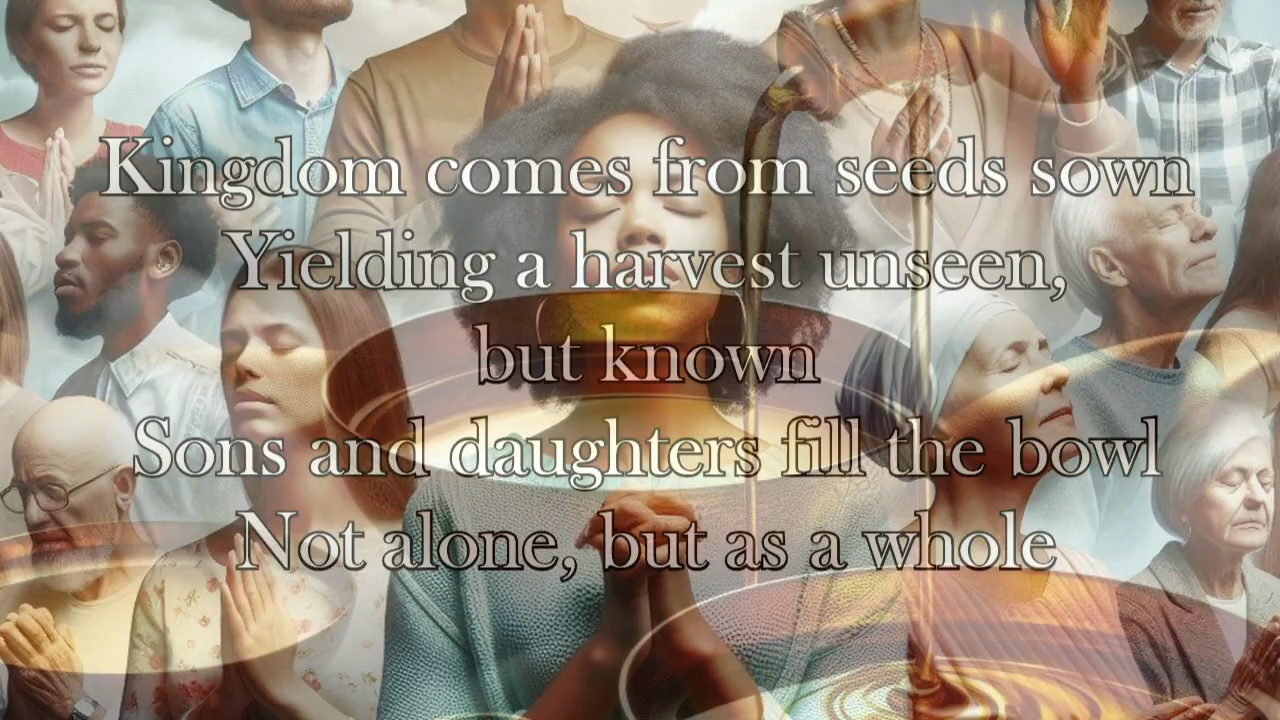 Kingdom comes from seeds sown
Yielding a harvest unseen,
but known
Sons and daughters fill the bowl
Not alone, but as a whole